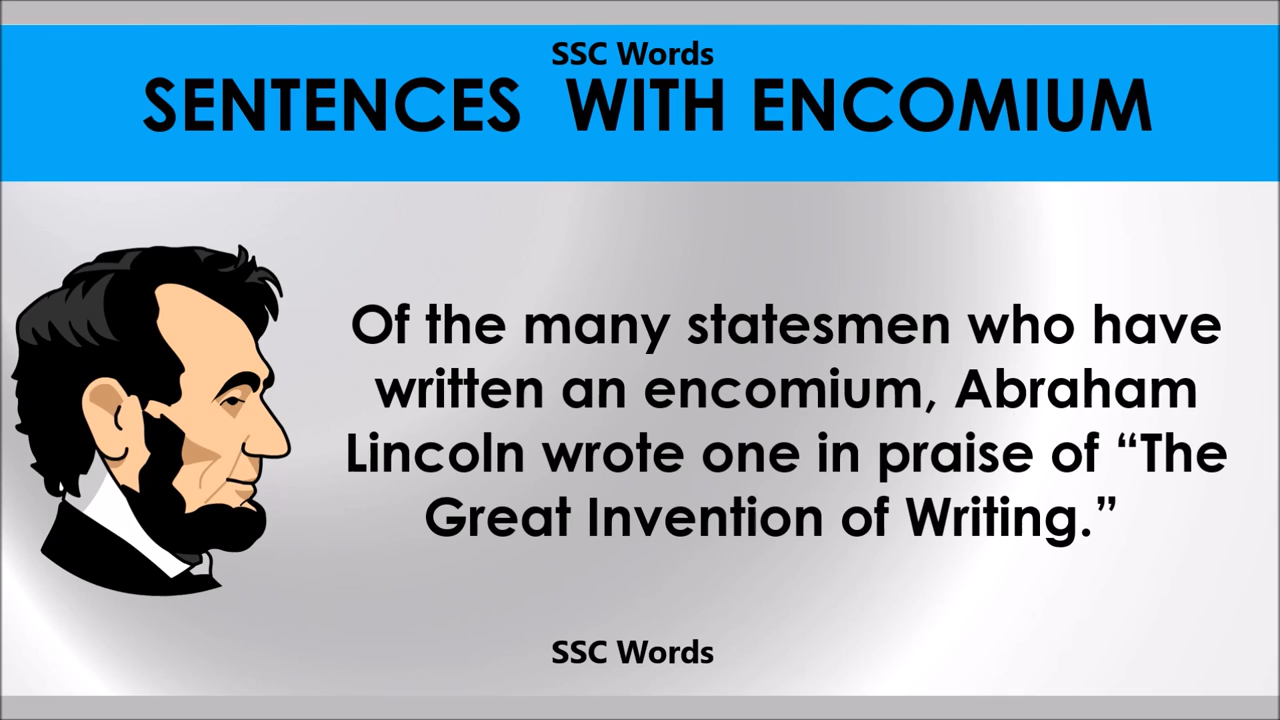 SSC Words
SENTENCES WITH ENCOMIUM
Of the many statesmen who have
written an encomium, Abraham
Lincoln wrote one in praise of “The
Great Invention of Writing.”
SSC Words